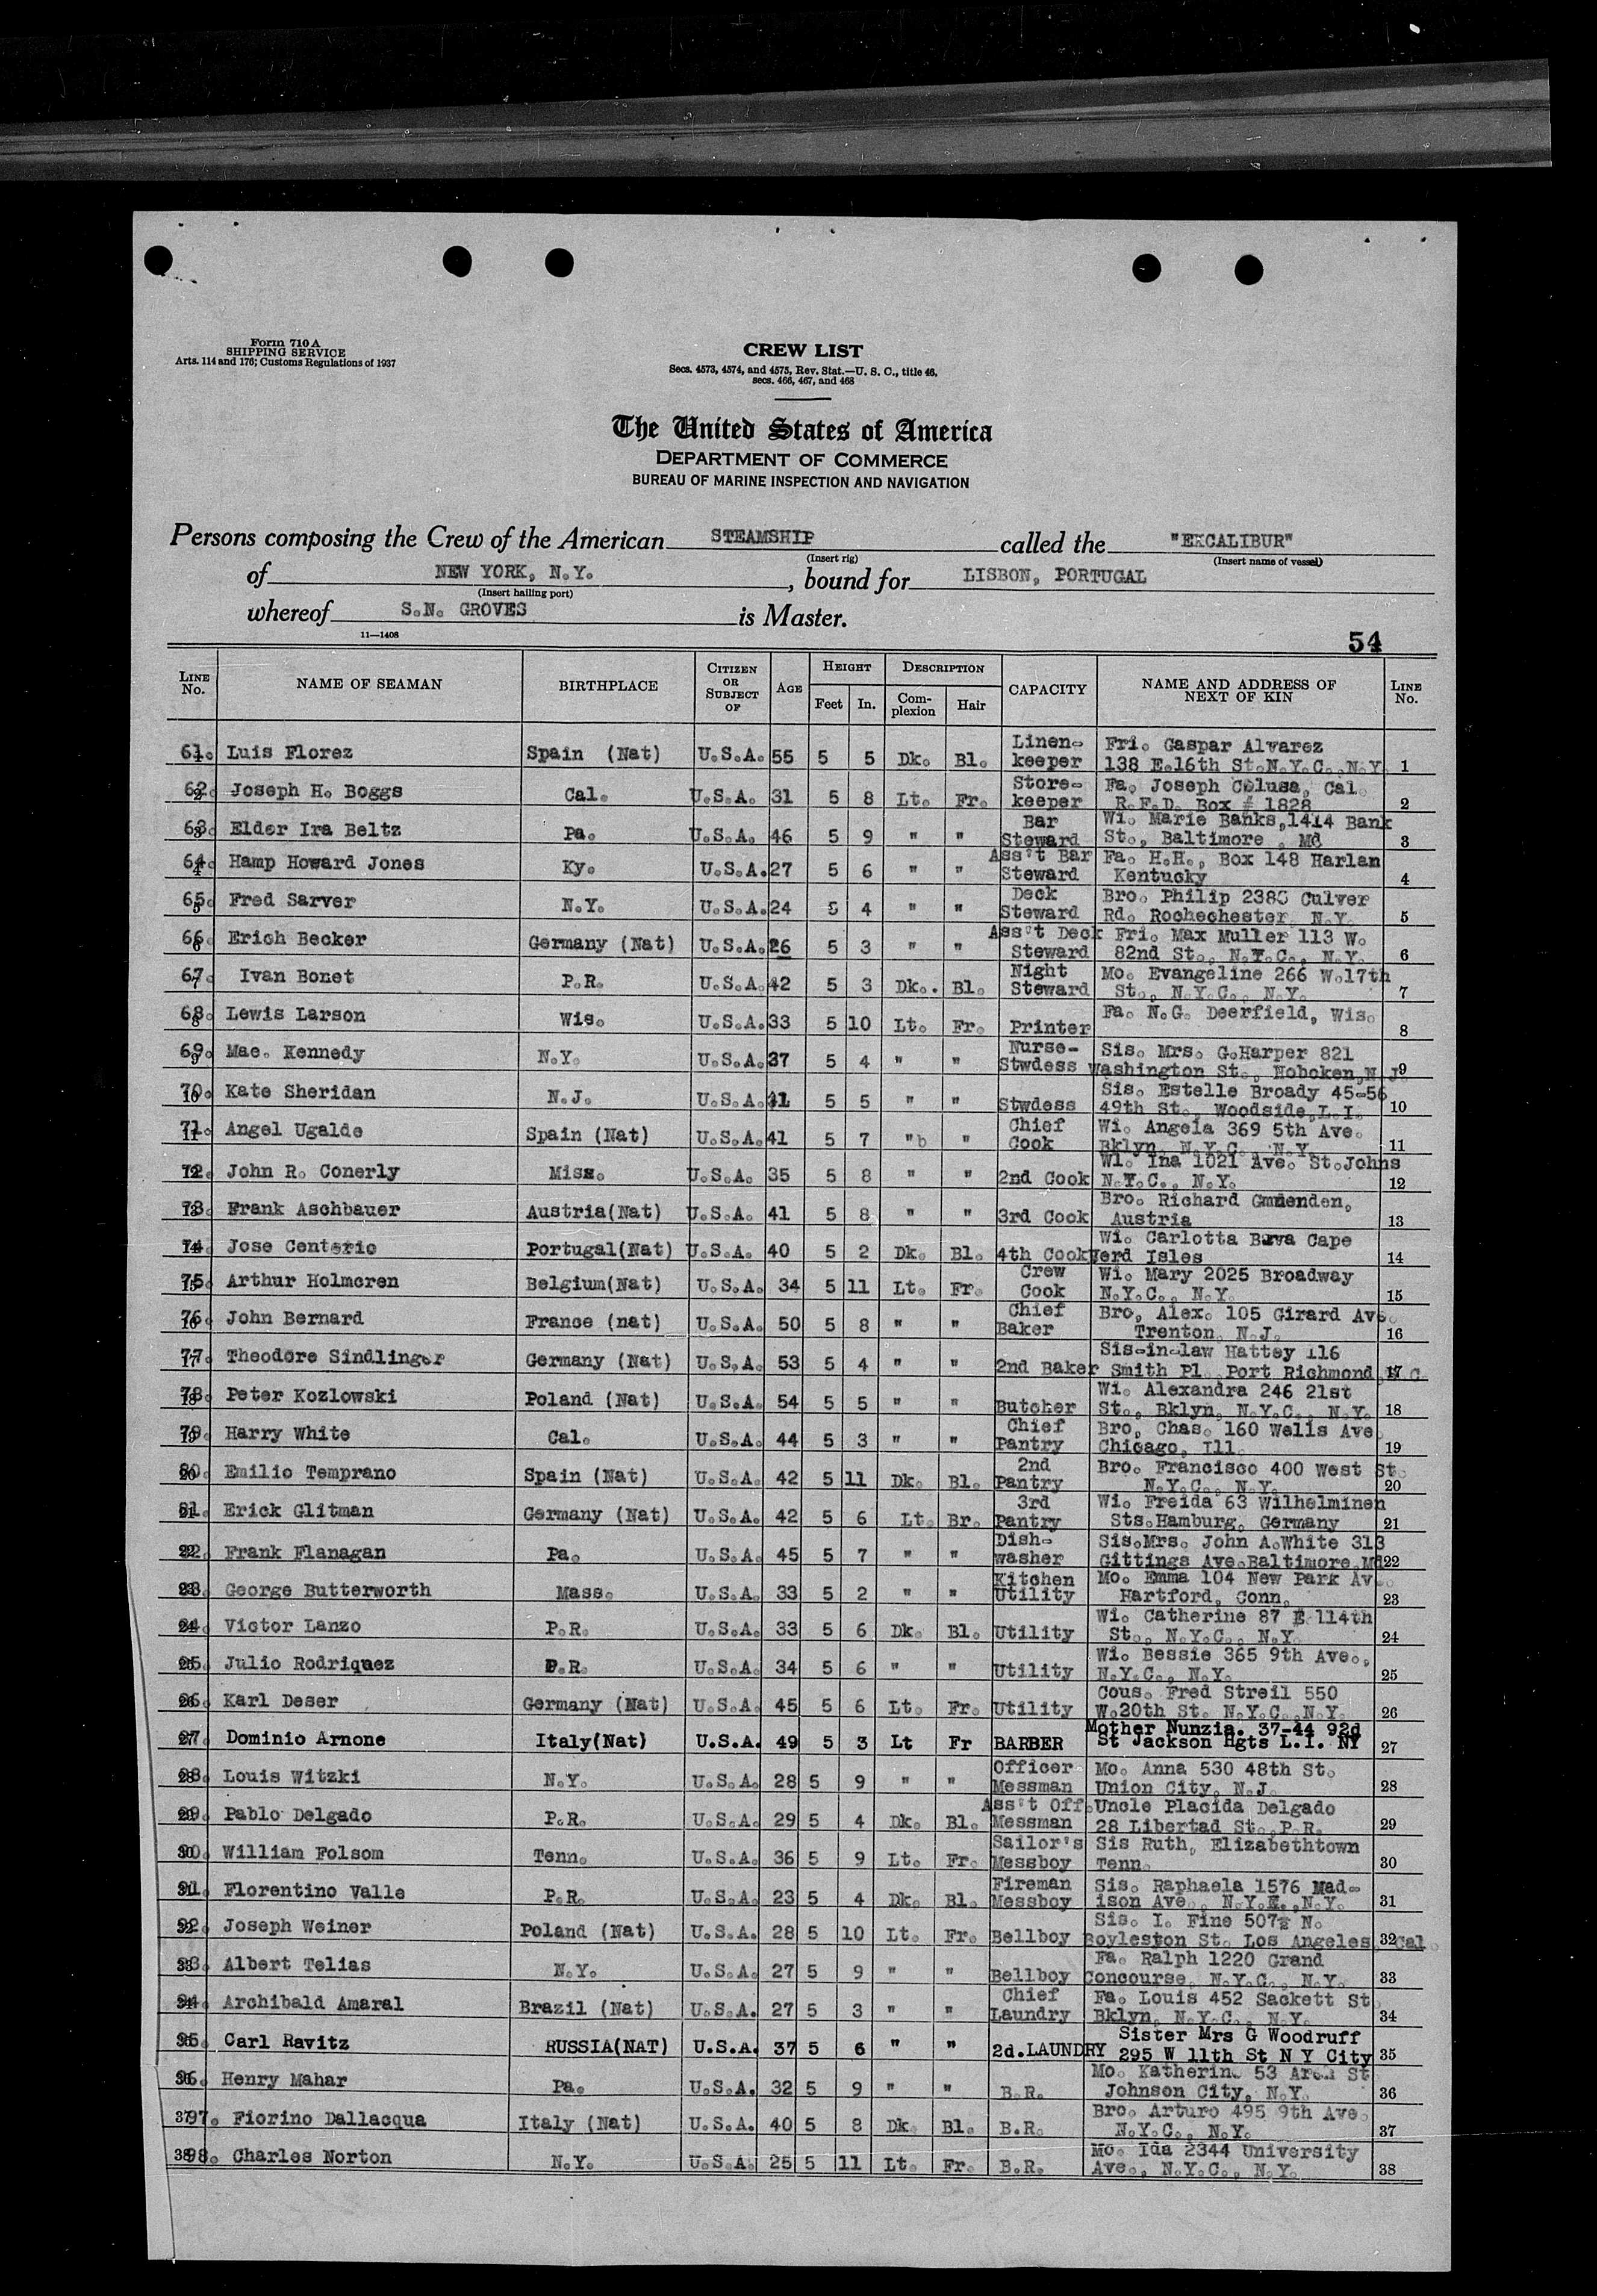 Form 710 A
SHIPPING SERVICE
Arts. 114 and 176; Customs Regulations of 1937
CREW LIST
Secs. 4573, 4574, and 4575, Rev. Stat.—U. S. C., title 46,
secs. 466, 467, and 468
The United States of America
DEPARTMENT OF COMMERCE
BUREAU OF MARINE INSPECTION AND NAVIGATION
Persons composing the Crew of the American STEAMSHIP called the "EXCALIBUR"
(Insert rig) (Insert name of vessel)
of NEW YORK, N.Y., bound for LISBON, PORTUGAL
(Insert hailing port)
whereof S.N. GROVES is Master.
11—1408
54
LINE No. NAME OF SEAMAN BIRTHPLACE CITIZEN OR SUBJECT OF AGE HEIGHT Feet In. DESCRIPTION Complexion Hair CAPACITY NAME AND ADDRESS OF NEXT OF KIN LINE No.
61. Luis Florez Spain (Nat) U.S.A. 55 5 5 Dk. Bl. Linen-keeper Fri. Gaspar Alvarez 138 E.16th St.N.Y.C.,N.Y. 1
62. Joseph H. Boggs Cal. U.S.A. 31 5 8 Lt. Fr. Store-keeper Fa. Joseph Colusa, Cal. R.F.D. Box # 1828 2
63. Elder Ira Beltz Pa. U.S.A. 46 5 9 " " Bar Steward Wi. Marie Banks,1414 Bank St., Baltimore , Md 3
64. Hamp Howard Jones Ky. U.S.A. 27 5 6 " " Ass't Bar Steward Fa. H.H., Box 148 Harlan Kentucky 4
65. Fred Sarver N.Y. U.S.A. 24 5 4 " " Deck Steward Bro. Philip 2385 Culver Rd. Rochechester N.Y. 5
66. Erich Becker Germany (Nat) U.S.A. 26 5 3 " " Ass't Deck Steward Fri. Max Muller 113 W. 82nd St., N.Y.C., N.Y. 6
67. Ivan Bonet P.R. U.S.A. 42 5 3 Dk.. Bl. Night Steward Mo. Evangeline 266 W.17th St., N.Y.C., N.Y. 7
68. Lewis Larson Wis. U.S.A. 33 5 10 Lt. Fr. Printer Fa. N.G. Deerfield, Wis. 8
69. Mae. Kennedy N.Y. U.S.A. 37 5 4 " " Nurse-Stwdess Sis. Mrs. G.Harper 821 Washington St., Hoboken,N.J. 9
70. Kate Sheridan N.J. U.S.A. 41 5 5 " " Stwdess Sis. Estelle Broady 45-56 49th St., Woodside,L.I. 10
71. Angel Ugalde Spain (Nat) U.S.A. 41 5 7 "b " Chief Cook Wi. Angela 369 5th Ave. Bklyn, N.Y.C., N.Y. 11
72. John R. Conerly Miss. U.S.A. 35 5 8 " " 2nd Cook Wi. Ina 1021 Ave. St.Johns N.Y.C., N.Y. 12
73. Frank Aschbauer Austria(Nat) U.S.A. 41 5 8 " " 3rd Cook Bro. Richard Gmuenden, Austria 13
74. Jose Centerio Portugal(Nat) U.S.A. 40 5 2 Dk. Bl. 4th Cook Wi. Carlotta Brva Cape Verd Isles 14
75. Arthur Holmcren Belgium(Nat) U.S.A. 34 5 11 Lt. Fr. Crew Cook Wi. Mary 2025 Broadway N.Y.C., N.Y. 15
76. John Bernard France (nat) U.S.A. 50 5 8 " " Chief Baker Bro, Alex. 105 Girard Ave. Trenton, N.J. 16
77. Theodore Sindlinger Germany (Nat) U.S.A. 53 5 4 " " 2nd Baker Sis-in-law Hattey 116 Smith Pl. Port Richmond,N.C. 17
78. Peter Kozlowski Poland (Nat) U.S.A. 54 5 5 " " Butcher Wi. Alexandra 246 21st St., Bklyn, N.Y.C., N.Y. 18
79. Harry White Cal. U.S.A. 44 5 3 " " Chief Pantry Bro, Chas. 160 Wells Ave. Chicago, Ill. 19
80. Emilio Temprano Spain (Nat) U.S.A. 42 5 11 Dk. Bl. 2nd Pantry Bro. Francisco 400 West St. N.Y.C., N.Y. 20
81. Erick Glitman Germany (Nat) U.S.A. 42 5 6 Lt. Br. 3rd Pantry Wi. Freida 63 Wilhelminen Sts.Hamburg, Germany 21
82. Frank Flanagan Pa. U.S.A. 45 5 7 " " Dish-washer Sis.Mrs. John A.White 313 Gittings Ave.Baltimore,Md 22
83. George Butterworth Mass. U.S.A. 33 5 2 " " Kitchen Utility Mo. Emma 104 New Park Av. Hartford, Conn. 23
84. Victor Lanzo P.R. U.S.A. 33 5 6 Dk. Bl. Utility Wi. Catherine 87 E 114th St., N.Y.C., N.Y. 24
85. Julio Rodriquez P.R. U.S.A. 34 5 6 " " Utility Wi. Bessie 365 9th Ave., N.Y.C., N.Y. 25
86. Karl Deser Germany (Nat) U.S.A. 45 5 6 Lt. Fr. Utility Cous. Fred Streil 550 W.20th St. N.Y.C.,N.Y. 26
87. Dominio Arnone Italy(Nat) U.S.A. 49 5 3 Lt Fr BARBER Mother Nunzia. 37-44 92d St Jackson Hgts L.I. NY 27
88. Louis Witzki N.Y. U.S.A. 28 5 9 " " Officer Messman Mo. Anna 530 48th St. Union City, N.J. 28
89. Pablo Delgado P.R. U.S.A. 29 5 4 Dk. Bl. Ass't Off. Messman Uncle Placida Delgado 28 Libertad St., P.R. 29
90. William Folsom Tenn. U.S.A. 36 5 9 Lt. Fr. Sailor's Messboy Sis Ruth, Elizabethtown Tenn. 30
91. Florentino Valle P.R. U.S.A. 23 5 4 Dk. Bl. Fireman Messboy Sis. Raphaela 1576 Mad-ison Ave., N.Y.C.,N.Y. 31
92. Joseph Weiner Poland (Nat) U.S.A. 28 5 10 Lt. Fr. Bellboy Sis. I. Fine 507½ N. Boyleston St. Los Angeles, Cal. 32
93. Albert Telias N.Y. U.S.A. 27 5 9 " " Bellboy Fa. Ralph 1220 Grand Concourse, N.Y.C., N.Y. 33
94. Archibald Amaral Brazil (Nat) U.S.A. 27 5 3 " " Chief Laundry Fa. Louis 452 Sackett St. Bklyn, N.Y.C., N.Y. 34
95. Carl Ravitz RUSSIA(NAT) U.S.A. 37 5 6 " " 2d.LAUNDRY Sister Mrs G Woodruff 295 W 11th St N Y City 35
96. Henry Mahar Pa. U.S.A. 32 5 9 " " B.R. Mo. Katherine 53 St Johnson City, N.Y. 36
97. Fiorino Dallacqua Italy (Nat) U.S.A. 40 5 8 Dk. Bl. B.R. Bro. Arturo 495 9th Ave. N.Y.C., N.Y. 37
98. Charles Norton N.Y. U.S.A. 25 5 11 Lt. Fr. B.R. Mo. Ida 2344 University Ave., N.Y.C., N.Y. 38